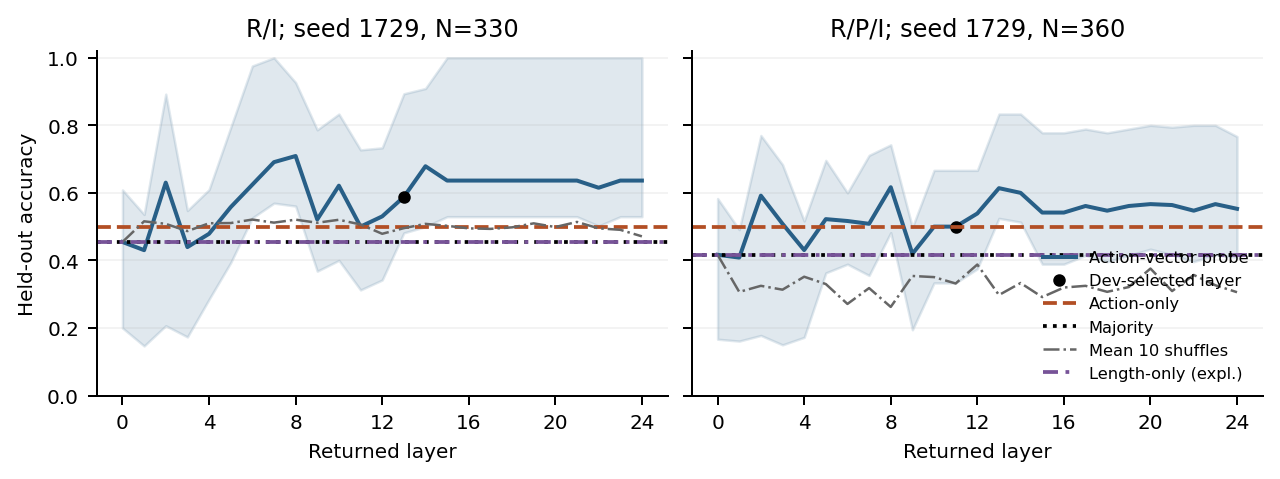 R/I; seed 1729, N=330
R/P/I; seed 1729, N=360
Held-out accuracy
1.0
0.8
0.6
0.4
0.2
0.0
0 4 8 12 16 20 24
0 4 8 12 16 20 24
Returned layer
Returned layer
Action-vector probe
Dev-selected layer
Action-only
Majority
Mean 10 shuffles
Length-only (expl.)